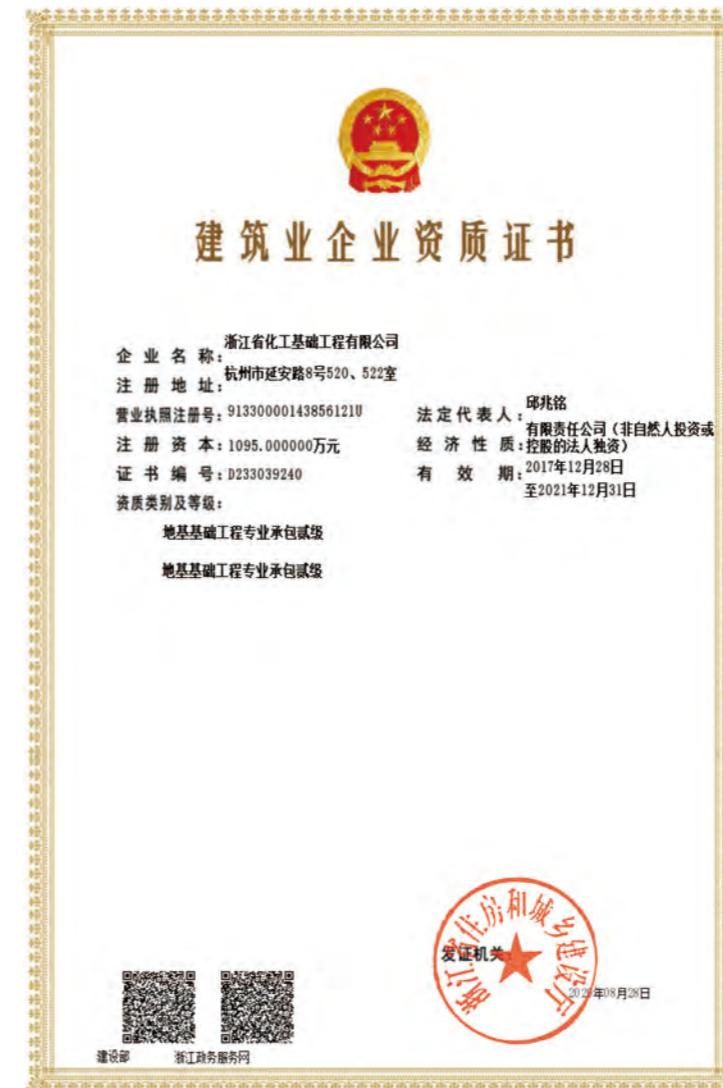 建筑业企业资质证书
企业名称：浙江省化工基础工程有限公司
注册地址：杭州市延安路8号520、522室
营业执照注册号：91330000143856121U
法定代表人：邱兆铭
注册资本：1095.000000万元
经济性质：有限责任公司（非自然人投资或
控股的法人独资）
证书编号：D233039240
有效期：2017年12月28日
至2021年12月31日
资质类别及等级：
地基基础工程专业承包贰级
地基基础工程专业承包贰级
浙江省住房和城乡建设厅
发证机关：
2020年08月28日
建设部
浙江政务服务网